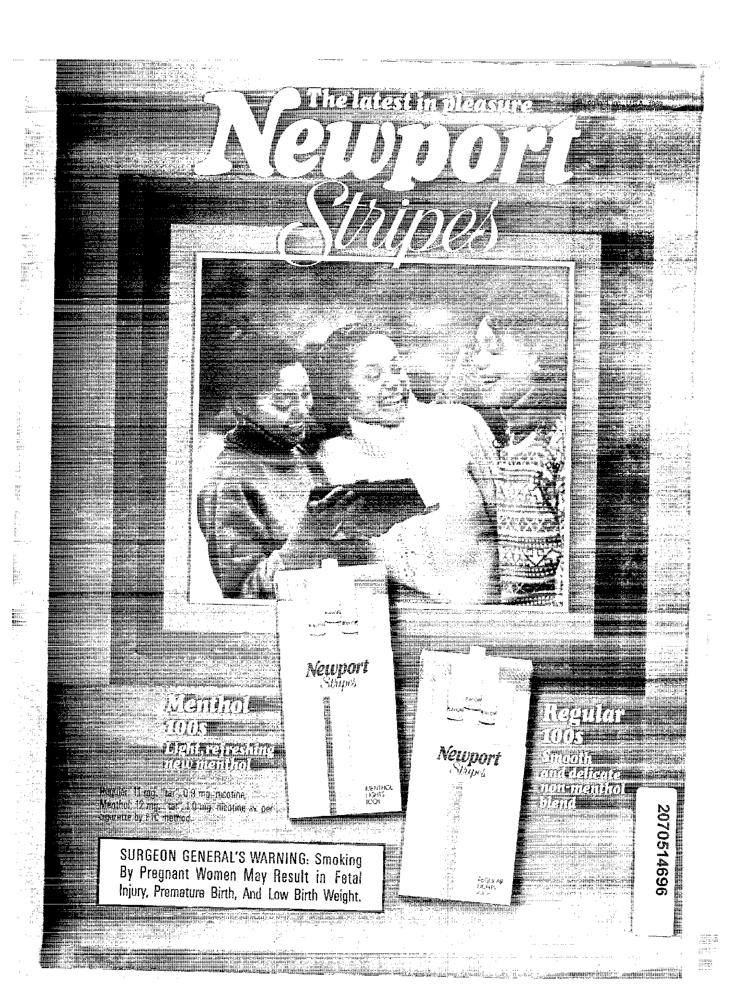 The latest in pleasure
Newport
Stripes
Newport
Stripes
MENTHOL
LIGHTS
100s
Newport
Stripes
REGULAR
LIGHTS
Menthol
100s
Light, refreshing
new menthol
Regular
100s
Smooth
and delicate
non-menthol
blend
Regular: 11 mg. "tar", 0.9 mg. nicotine,
Menthol: 12 mg. "tar", 1.0 mg. nicotine av. per
cigarette by FTC method.
SURGEON GENERAL'S WARNING: Smoking
By Pregnant Women May Result in Fetal
Injury, Premature Birth, And Low Birth Weight.
2070514696